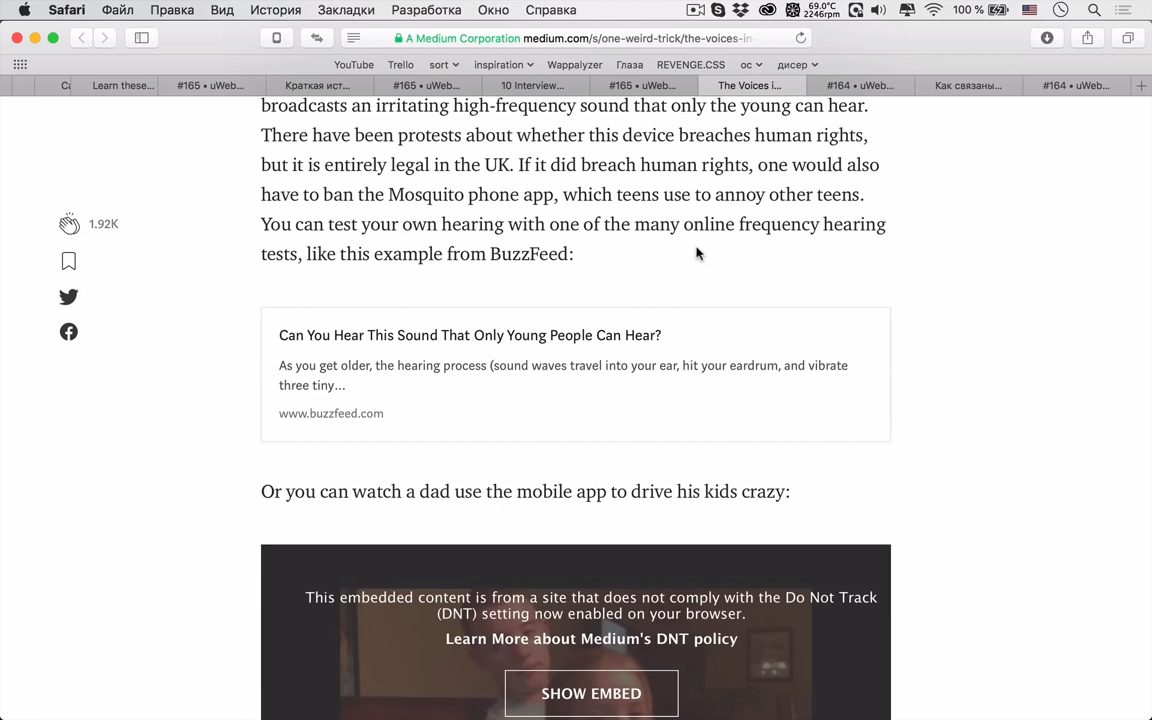 Safari Файл Правка Вид История Закладки Разработка Окно Справка 69.0°C 2246rpm 100 %
A Medium Corporation medium.com/s/one-weird-trick/the-voices-in-
YouTube Trello sort inspiration Wappalyzer Глаза REVENGE.CSS ос дисер
Ca Learn these... #165 • uWeb... Краткая ист... #165 • uWeb... 10 Interview... #165 • uWeb... The Voices i... #164 • uWeb... Как связаны... #164 • uWeb...
broadcasts an irritating high-frequency sound that only the young can hear.
There have been protests about whether this device breaches human rights,
but it is entirely legal in the UK. If it did breach human rights, one would also
have to ban the Mosquito phone app, which teens use to annoy other teens.
You can test your own hearing with one of the many online frequency hearing
tests, like this example from BuzzFeed:
1.92K
Can You Hear This Sound That Only Young People Can Hear?
As you get older, the hearing process (sound waves travel into your ear, hit your eardrum, and vibrate
three tiny...
www.buzzfeed.com
Or you can watch a dad use the mobile app to drive his kids crazy:
This embedded content is from a site that does not comply with the Do Not Track
(DNT) setting now enabled on your browser.
Learn More about Medium's DNT policy
SHOW EMBED